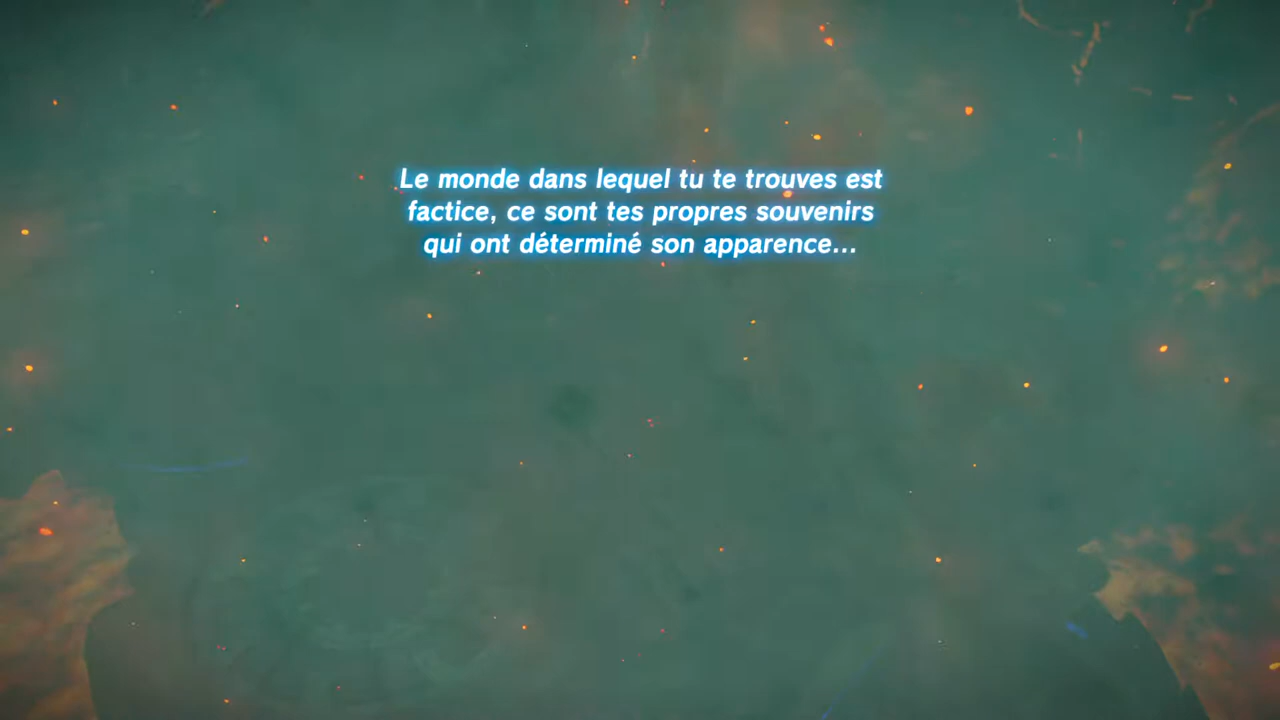 Le monde dans lequel tu te trouves est
factice, ce sont tes propres souvenirs
qui ont déterminé son apparence...